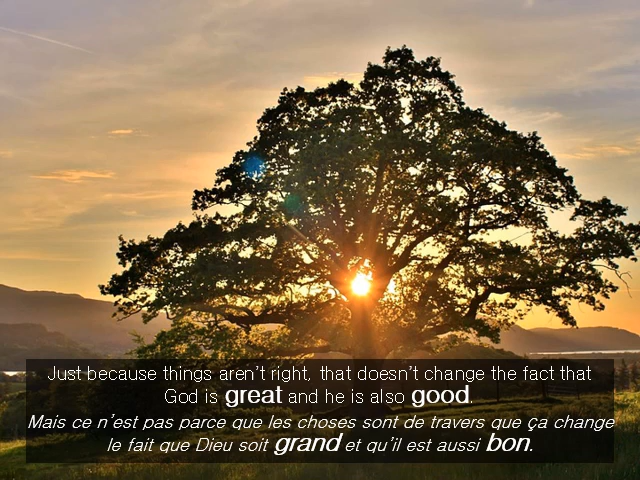 Just because things aren't right, that doesn't change the fact that
God is great and he is also good.
Mais ce n'est pas parce que les choses sont de travers que ça change
le fait que Dieu soit grand et qu'il est aussi bon.